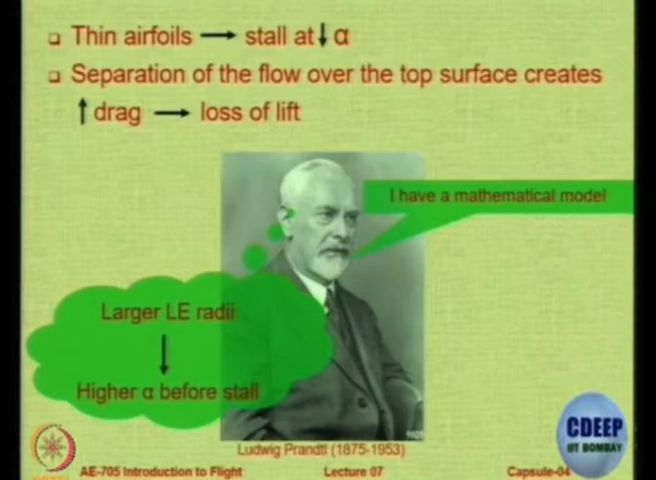 Thin airfoils → stall at ↓ α
Separation of the flow over the top surface creates
↑ drag → loss of lift
I have a mathematical model
Larger LE radii
↓
Higher α before stall
Ludwig Prandtl (1875-1953)
CDEEP
IIT BOMBAY
AE-705 Introduction to Flight Lecture 07 Capsule-04